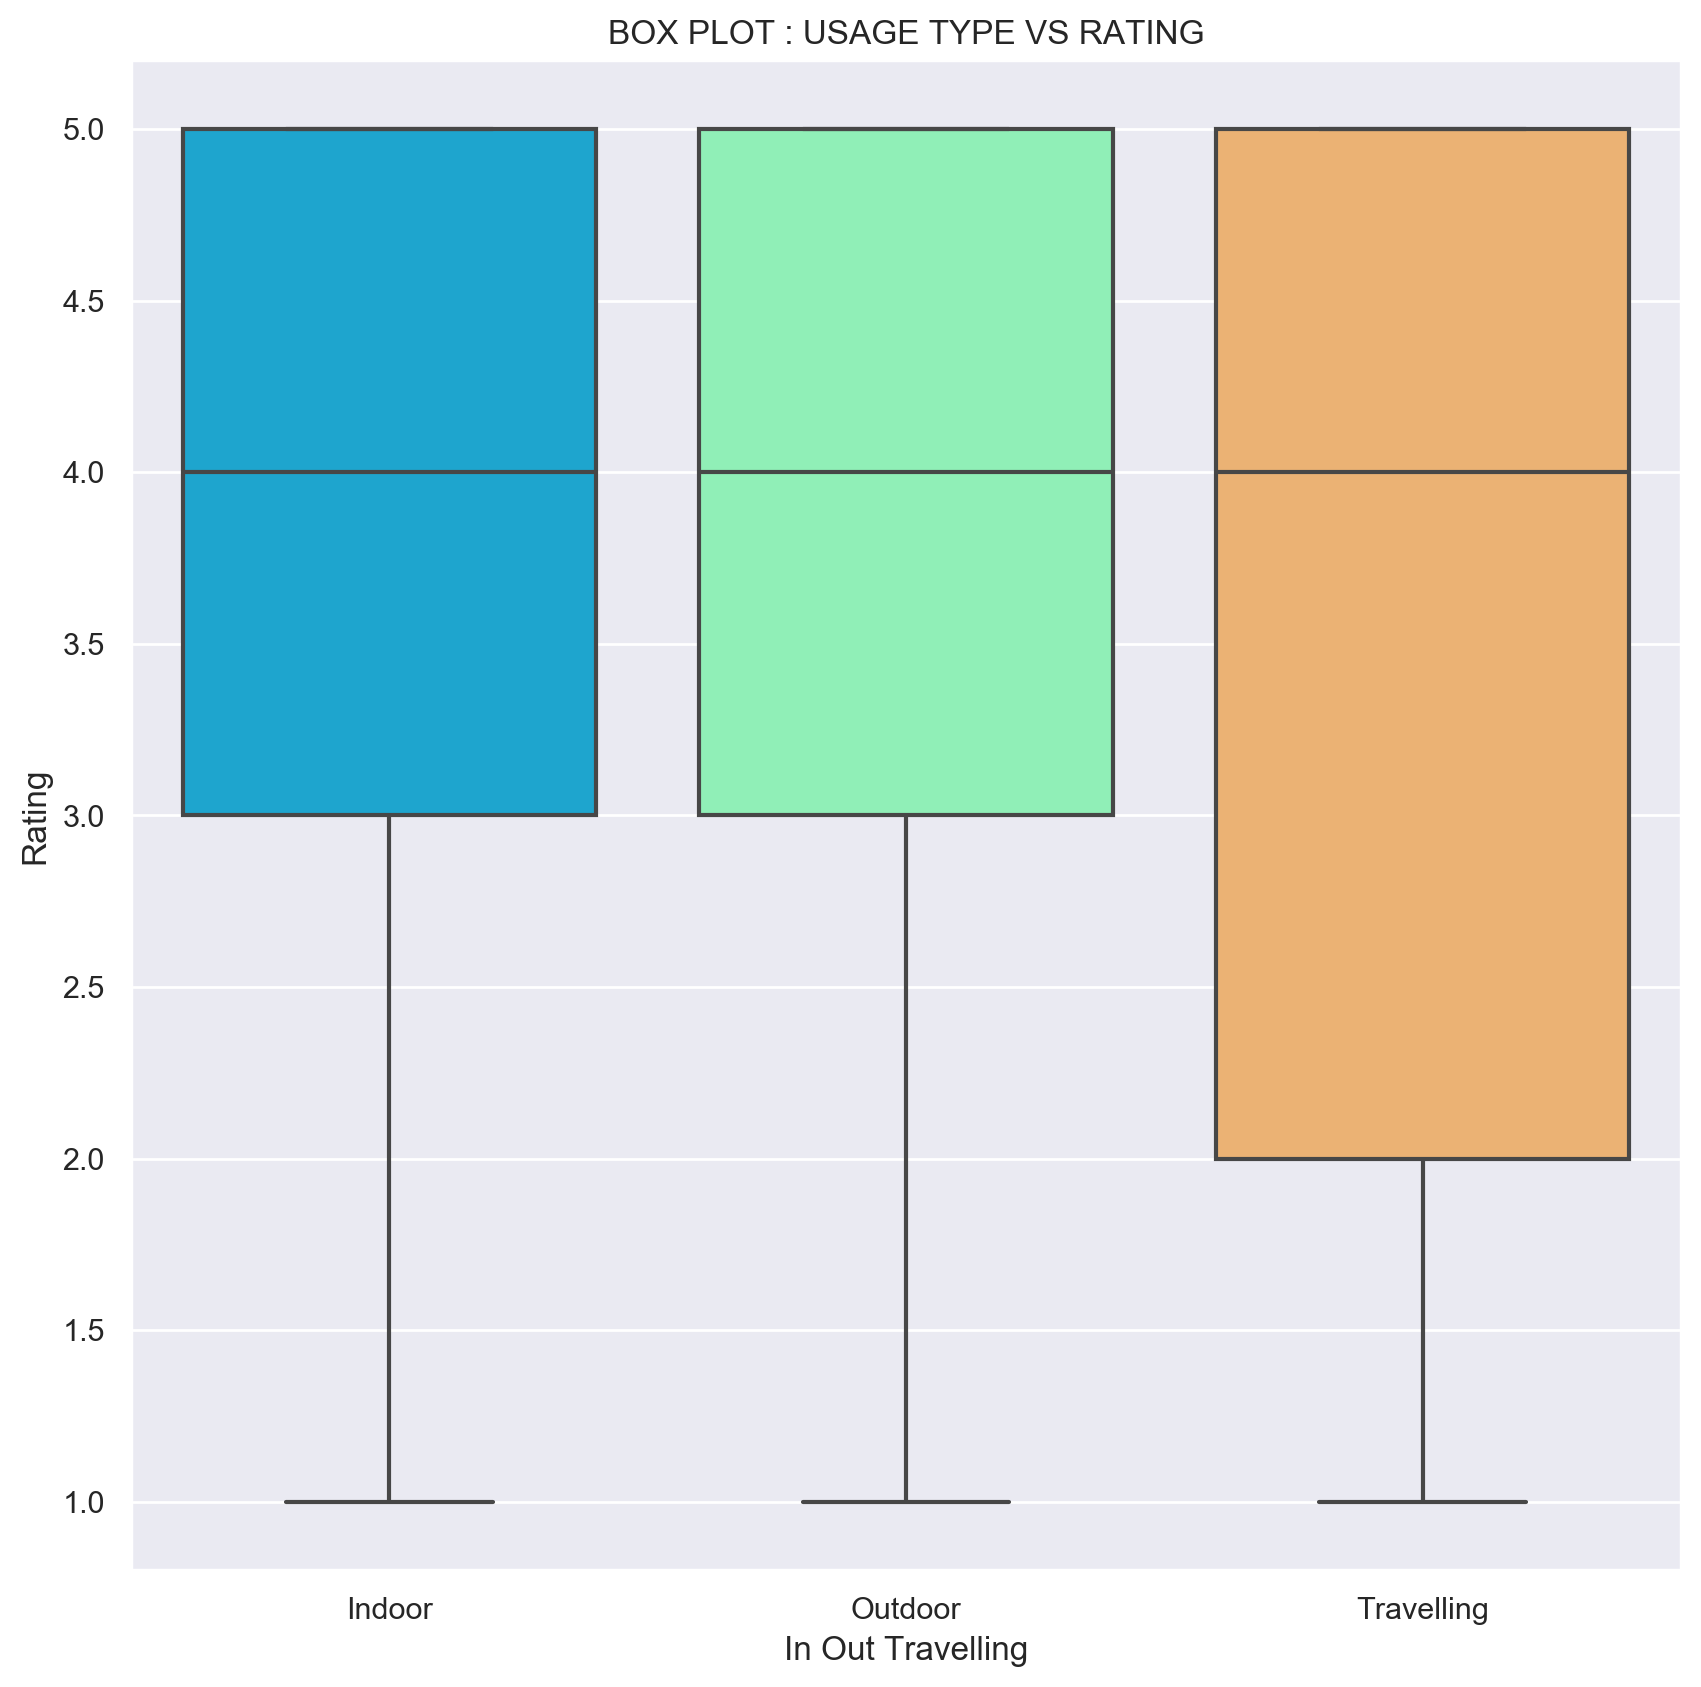 BOX PLOT : USAGE TYPE VS RATING
5.0
4.5
4.0
3.5
3.0
2.5
2.0
1.5
1.0
Rating
Indoor
Outdoor
Travelling
In Out Travelling